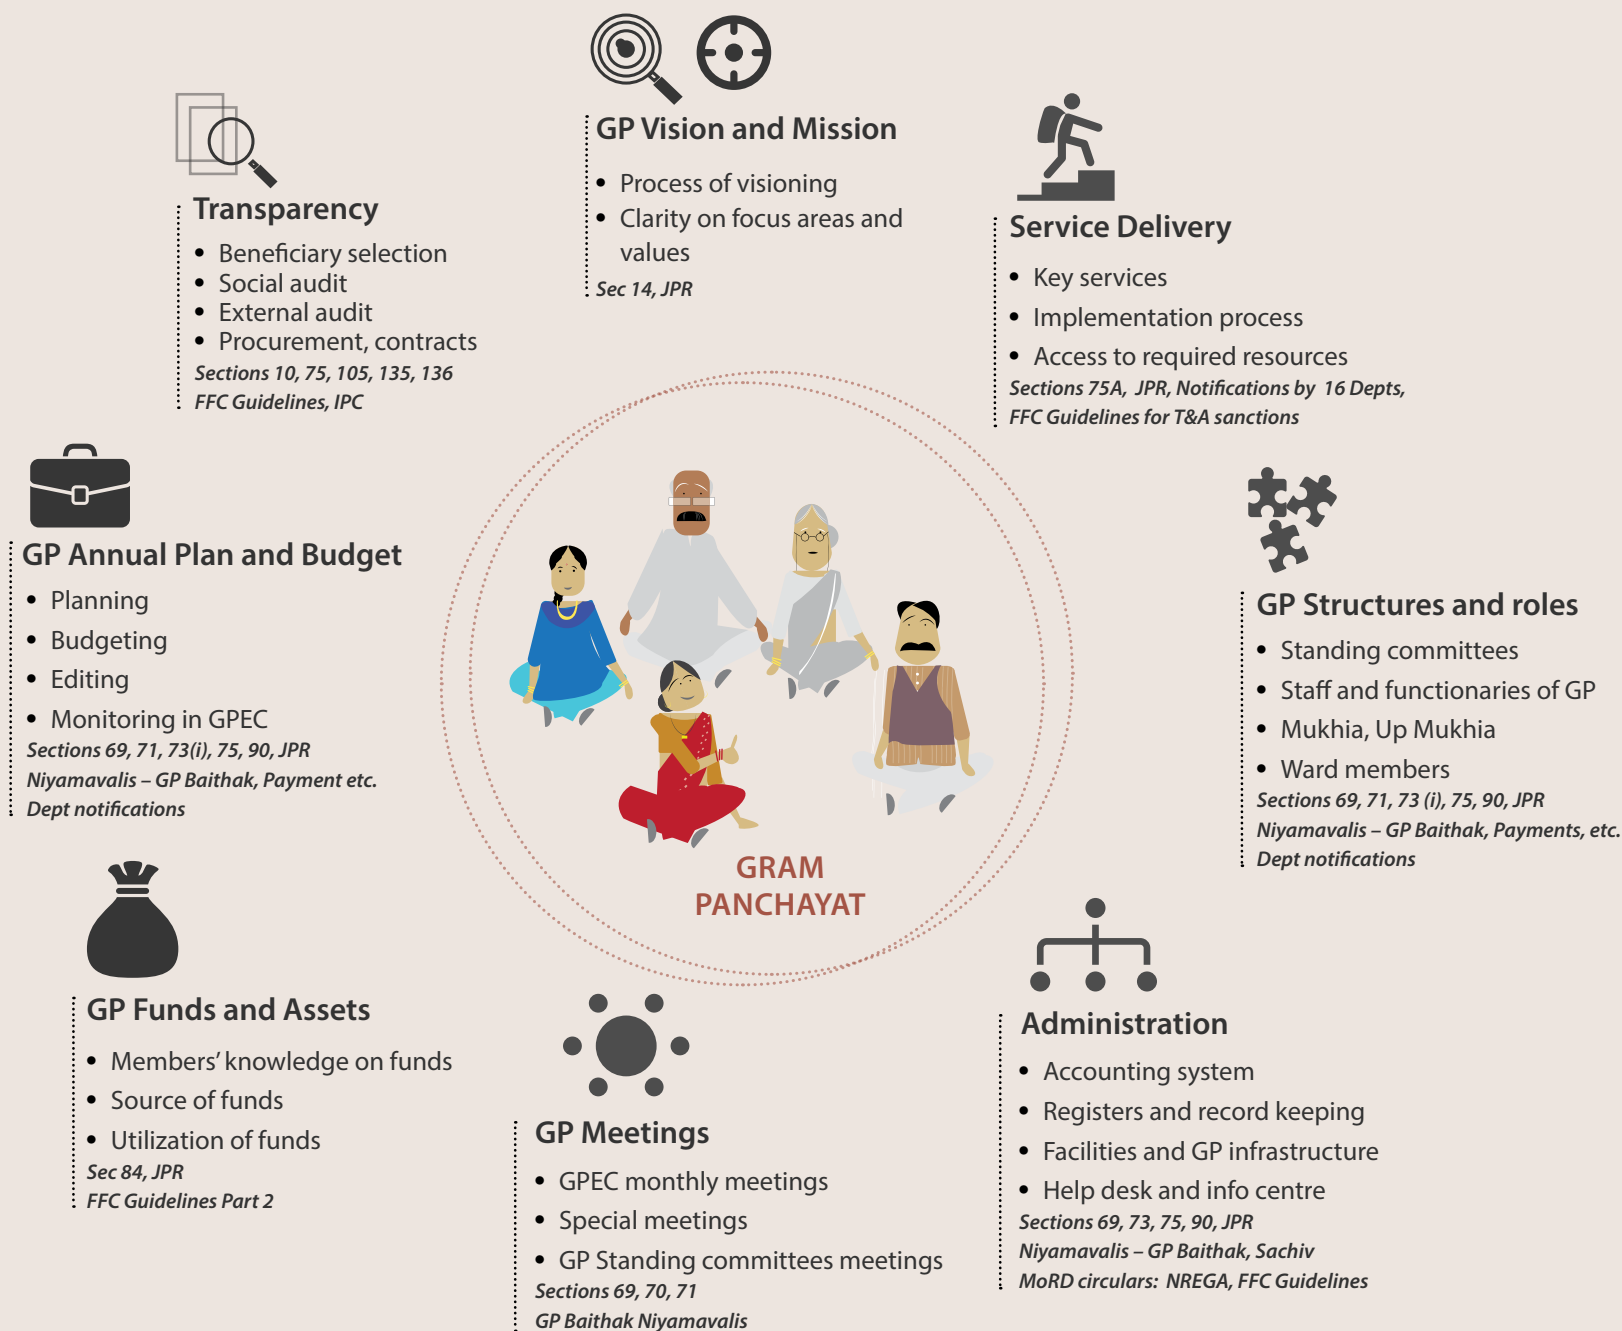 GP Vision and Mission
• Process of visioning
• Clarity on focus areas and
values
Sec 14, JPR
Transparency
• Beneficiary selection
• Social audit
• External audit
• Procurement, contracts
Sections 10, 75, 105, 135, 136
FFC Guidelines, IPC
Service Delivery
• Key services
• Implementation process
• Access to required resources
Sections 75A, JPR, Notifications by 16 Depts,
FFC Guidelines for T&A sanctions
GP Annual Plan and Budget
• Planning
• Budgeting
• Editing
• Monitoring in GPEC
Sections 69, 71, 73(i), 75, 90, JPR
Niyamavalis – GP Baithak, Payment etc.
Dept notifications
GP Structures and roles
• Standing committees
• Staff and functionaries of GP
• Mukhia, Up Mukhia
• Ward members
Sections 69, 71, 73 (i), 75, 90, JPR
Niyamavalis – GP Baithak, Payments, etc.
Dept notifications
GRAM
PANCHAYAT
GP Funds and Assets
• Members' knowledge on funds
• Source of funds
• Utilization of funds
Sec 84, JPR
FFC Guidelines Part 2
GP Meetings
• GPEC monthly meetings
• Special meetings
• GP Standing committees meetings
Sections 69, 70, 71
GP Baithak Niyamavalis
Administration
• Accounting system
• Registers and record keeping
• Facilities and GP infrastructure
• Help desk and info centre
Sections 69, 73, 75, 90, JPR
Niyamavalis – GP Baithak, Sachiv
MoRD circulars: NREGA, FFC Guidelines